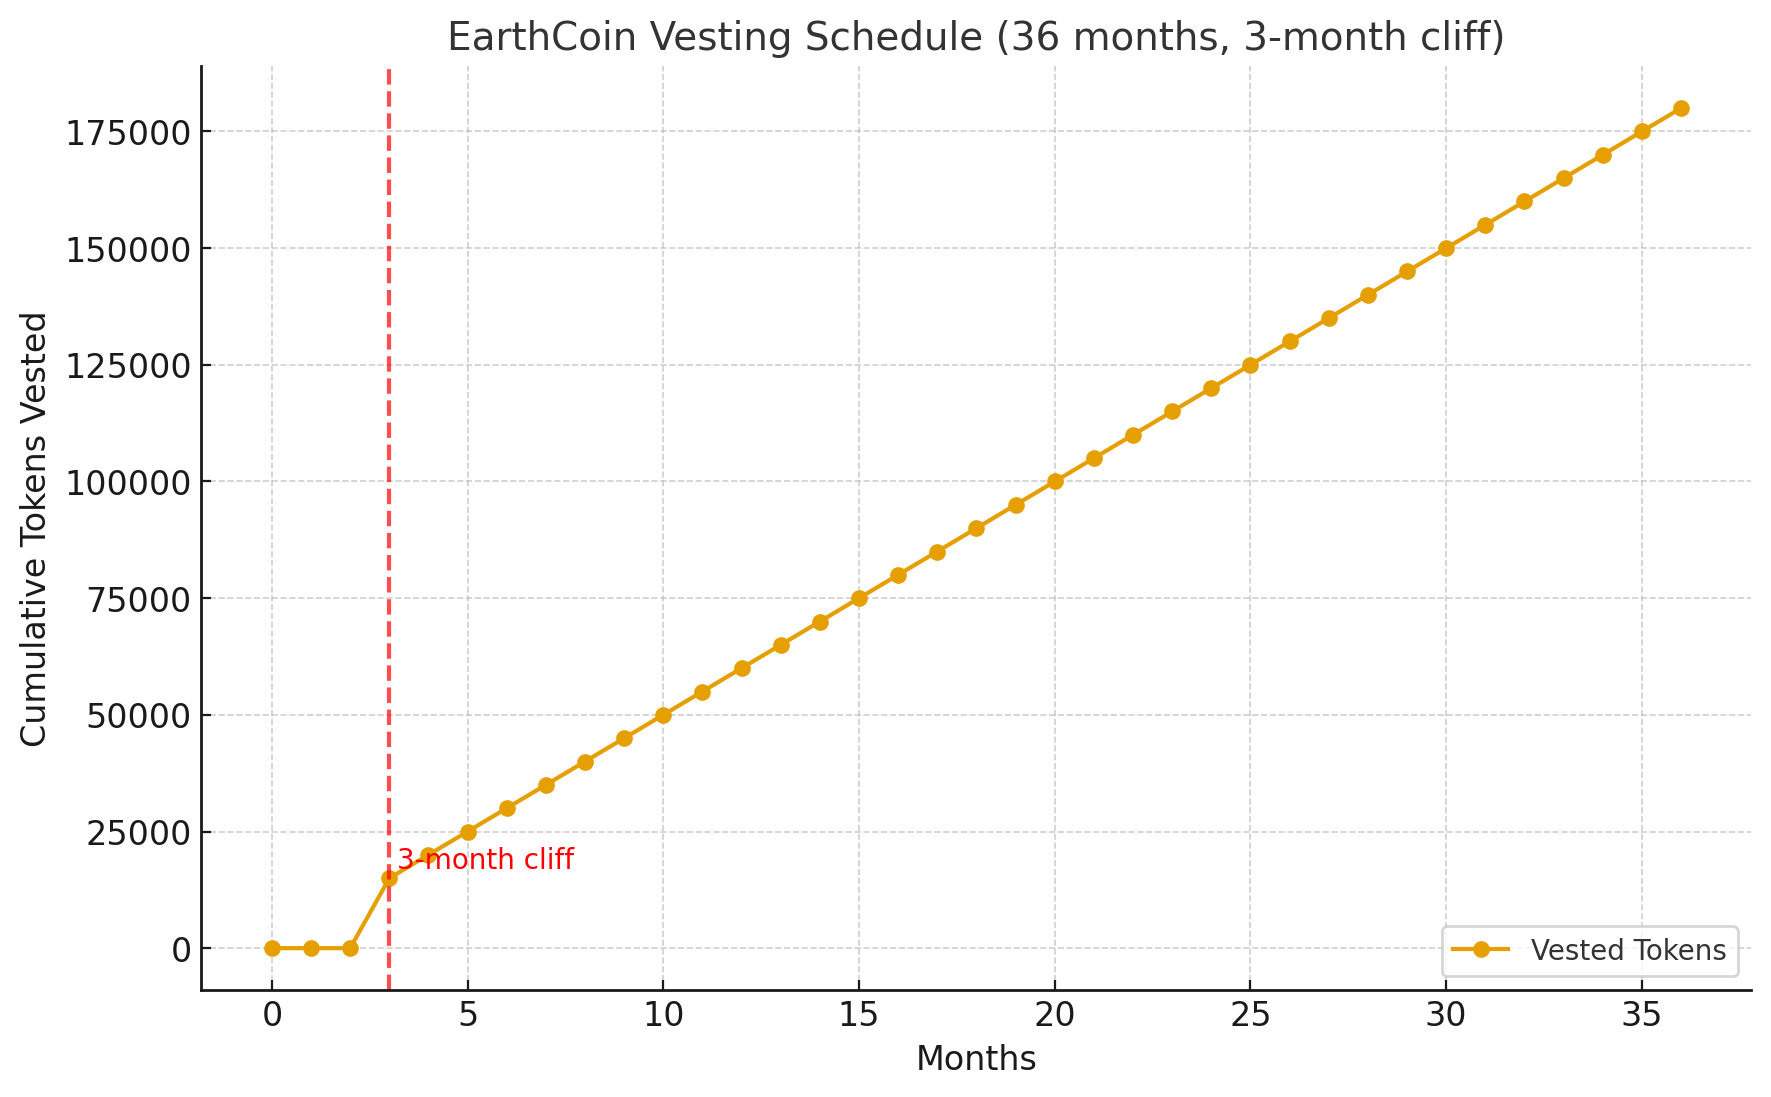 EarthCoin Vesting Schedule (36 months, 3-month cliff)
Cumulative Tokens Vested
175000
150000
125000
100000
75000
50000
25000
0
3-month cliff
Vested Tokens
0 5 10 15 20 25 30 35
Months